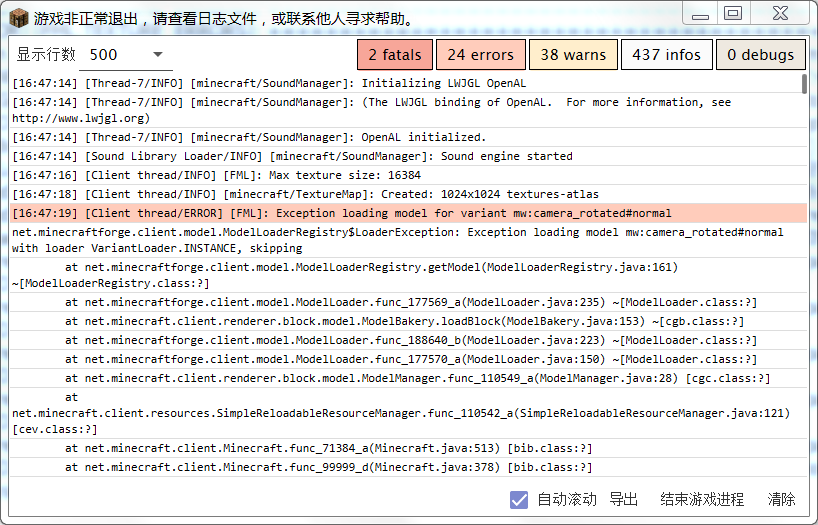 游戏非正常退出，请查看日志文件，或联系他人寻求帮助。
显示行数 500 2 fatals 24 errors 38 warns 437 infos 0 debugs
[16:47:14] [Thread-7/INFO] [minecraft/SoundManager]: Initializing LWJGL OpenAL
[16:47:14] [Thread-7/INFO] [minecraft/SoundManager]: (The LWJGL binding of OpenAL.  For more information, see
http://www.lwjgl.org)
[16:47:14] [Thread-7/INFO] [minecraft/SoundManager]: OpenAL initialized.
[16:47:14] [Sound Library Loader/INFO] [minecraft/SoundManager]: Sound engine started
[16:47:16] [Client thread/INFO] [FML]: Max texture size: 16384
[16:47:18] [Client thread/INFO] [minecraft/TextureMap]: Created: 1024x1024 textures-atlas
[16:47:19] [Client thread/ERROR] [FML]: Exception loading model for variant mw:camera_rotated#normal
net.minecraftforge.client.model.ModelLoaderRegistry$LoaderException: Exception loading model mw:camera_rotated#normal
with loader VariantLoader.INSTANCE, skipping
at net.minecraftforge.client.model.ModelLoaderRegistry.getModel(ModelLoaderRegistry.java:161)
~[ModelLoaderRegistry.class:?]
at net.minecraftforge.client.model.ModelLoader.func_177569_a(ModelLoader.java:235) ~[ModelLoader.class:?]
at net.minecraft.client.renderer.block.model.ModelBakery.loadBlock(ModelBakery.java:153) ~[cgb.class:?]
at net.minecraftforge.client.model.ModelLoader.func_188640_b(ModelLoader.java:223) ~[ModelLoader.class:?]
at net.minecraftforge.client.model.ModelLoader.func_177570_a(ModelLoader.java:150) ~[ModelLoader.class:?]
at net.minecraft.client.renderer.block.model.ModelManager.func_110549_a(ModelManager.java:28) [cgc.class:?]
at
net.minecraft.client.resources.SimpleReloadableResourceManager.func_110542_a(SimpleReloadableResourceManager.java:121)
[cev.class:?]
at net.minecraft.client.Minecraft.func_71384_a(Minecraft.java:513) [bib.class:?]
at net.minecraft.client.Minecraft.func_99999_d(Minecraft.java:378) [bib.class:?]
自动滚动 导出 结束游戏进程 清除